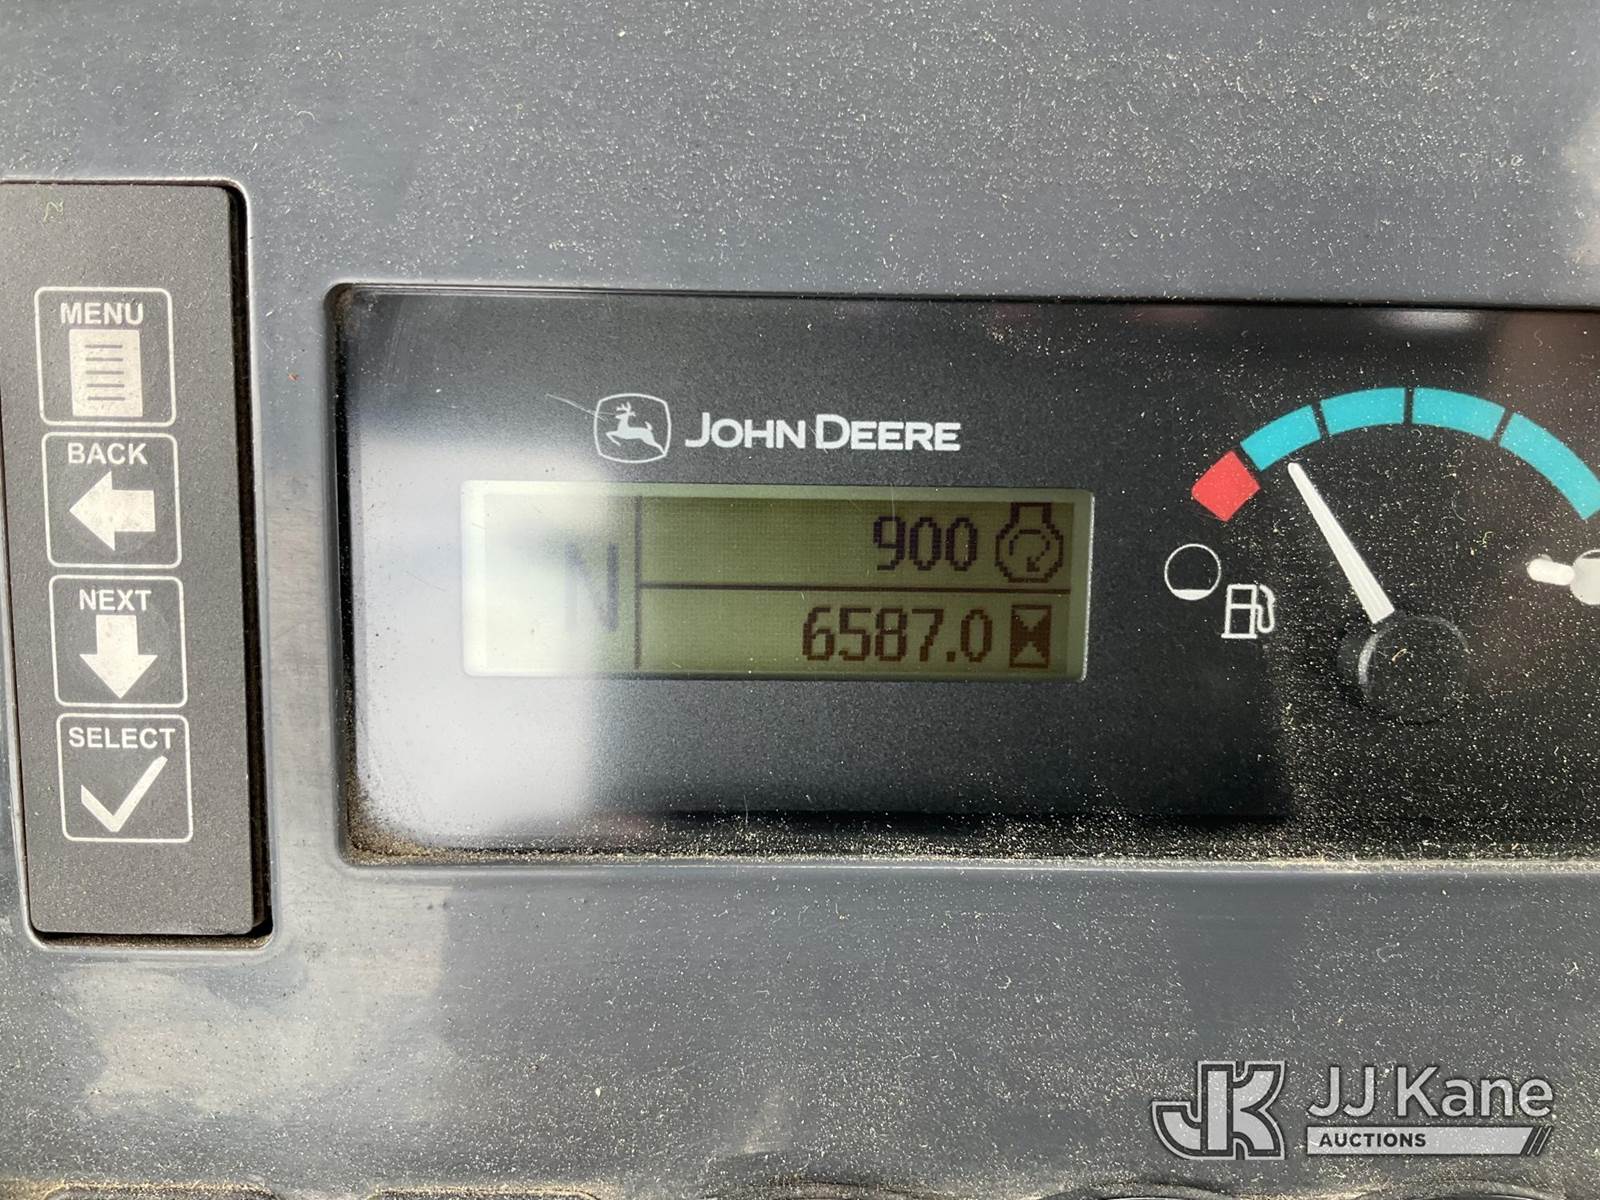 MENU
BACK
NEXT
SELECT
JOHN DEERE
N
900
6587.0
JJ Kane
AUCTIONS